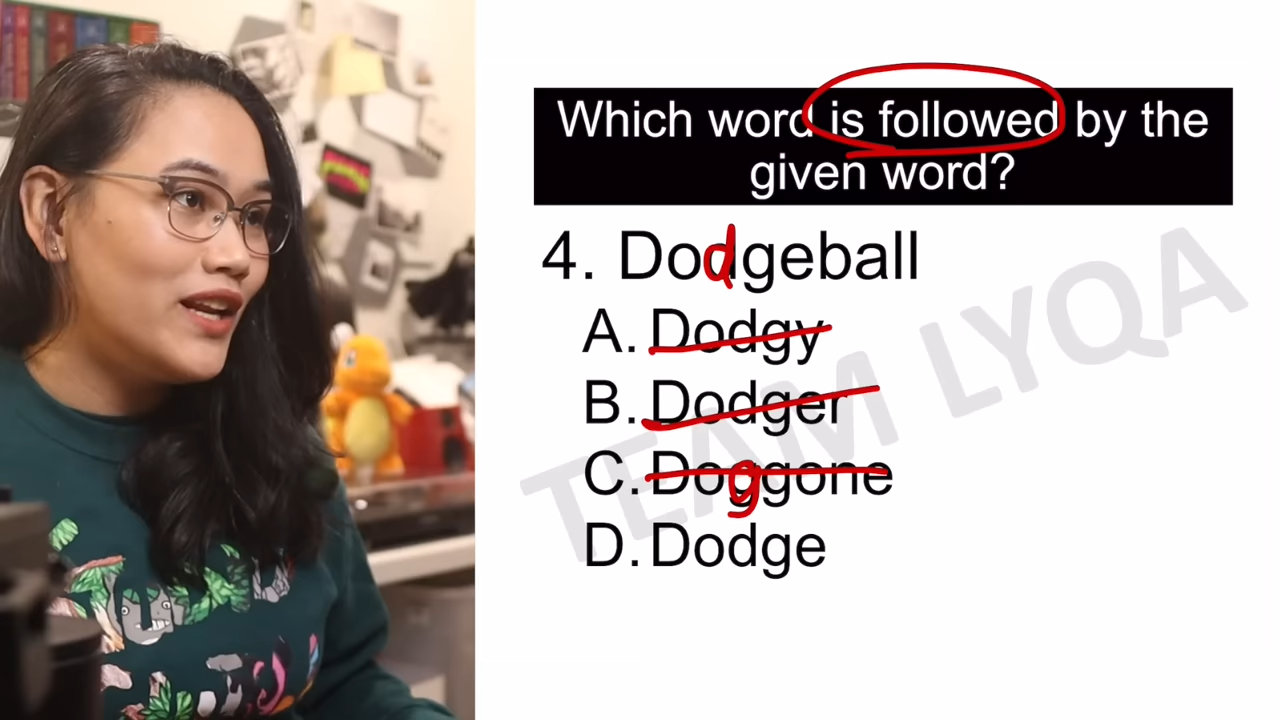 Which word is followed by the
given word?
4. Dodgeball
A. Dodgy
B. Dodger
C. Doggone
D. Dodge
TEAM LYQA